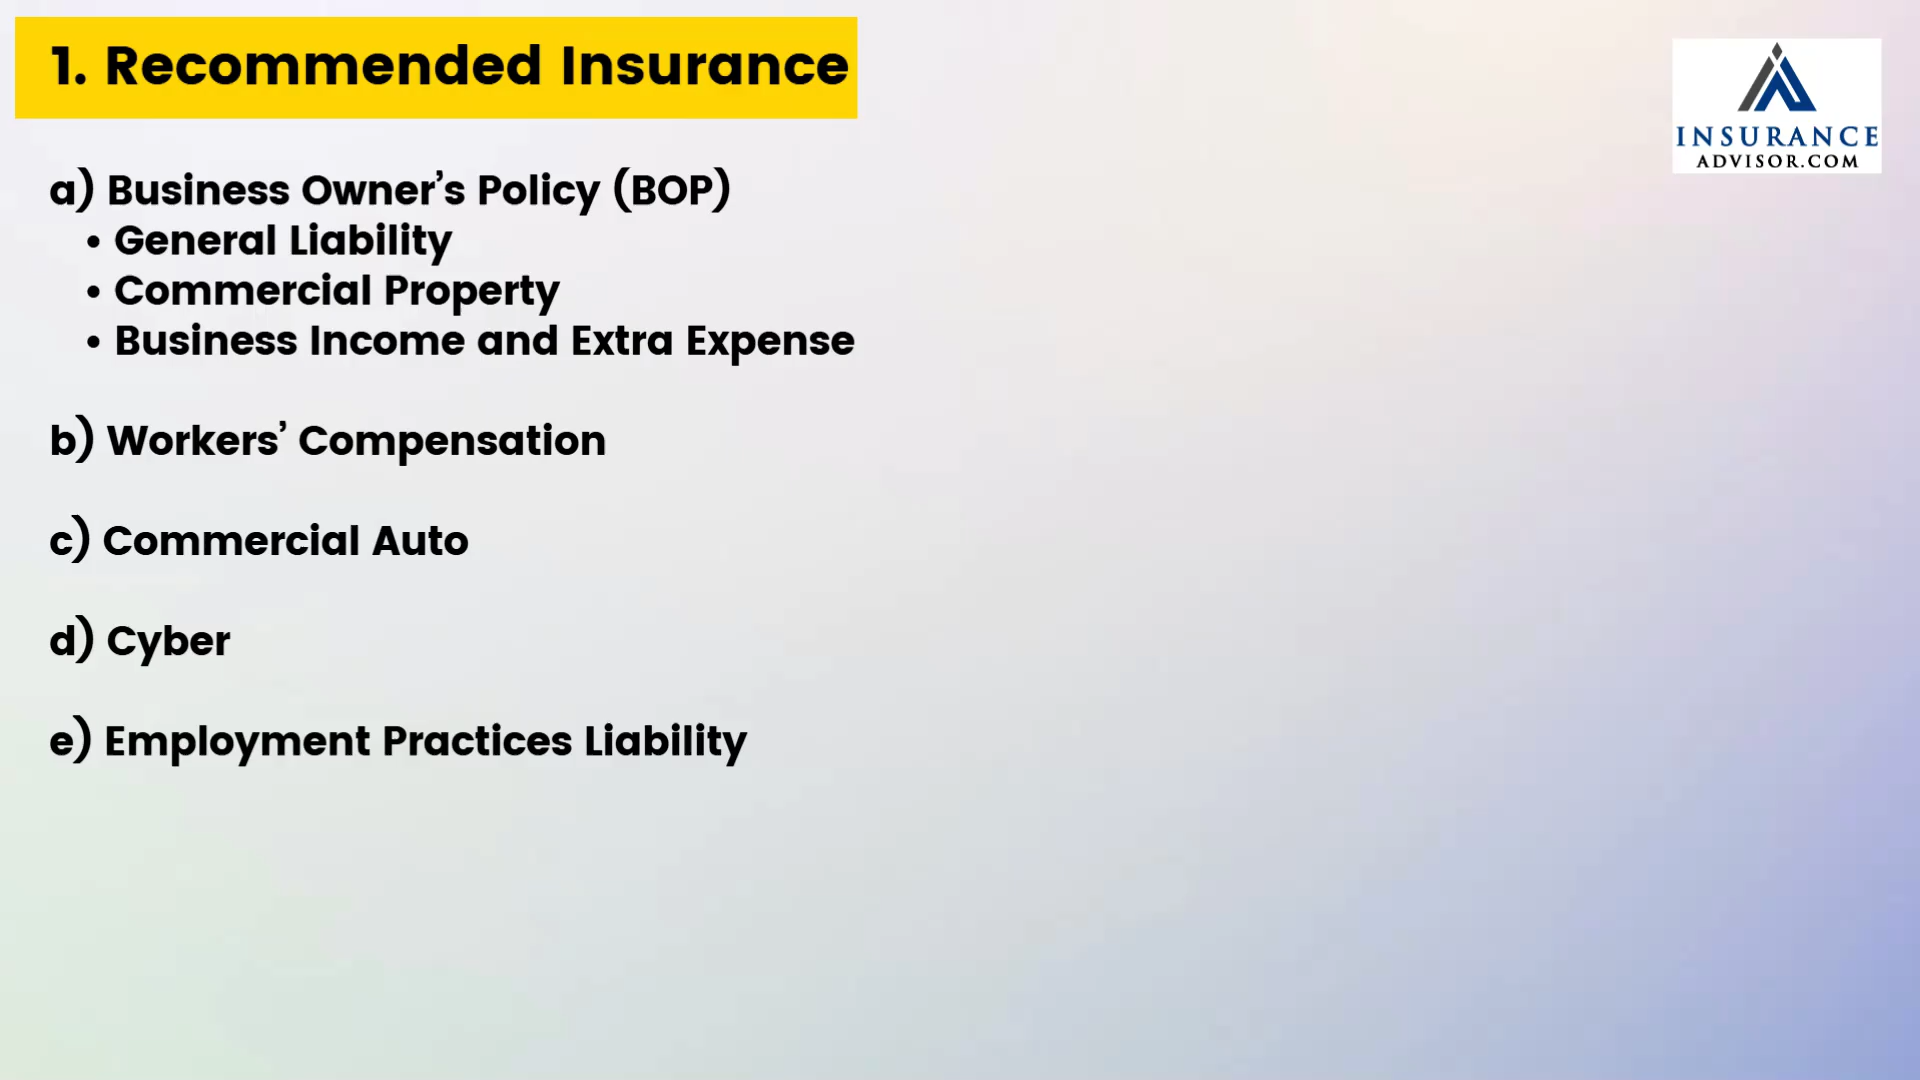 1. Recommended Insurance
INSURANCE
ADVISOR.COM
a) Business Owner’s Policy (BOP)
• General Liability
• Commercial Property
• Business Income and Extra Expense
b) Workers’ Compensation
c) Commercial Auto
d) Cyber
e) Employment Practices Liability